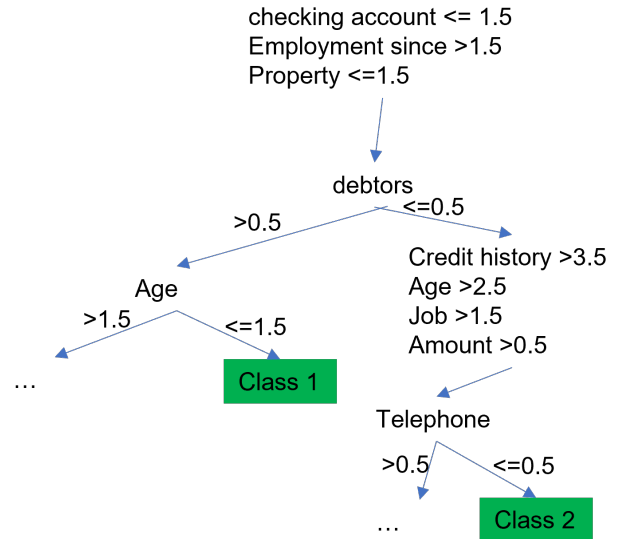 checking account <= 1.5
Employment since >1.5
Property <=1.5
debtors
>0.5
<=0.5
Credit history >3.5
Age >2.5
Job >1.5
Amount >0.5
Age
>1.5
<=1.5
...
Class 1
Telephone
>0.5
<=0.5
...
Class 2